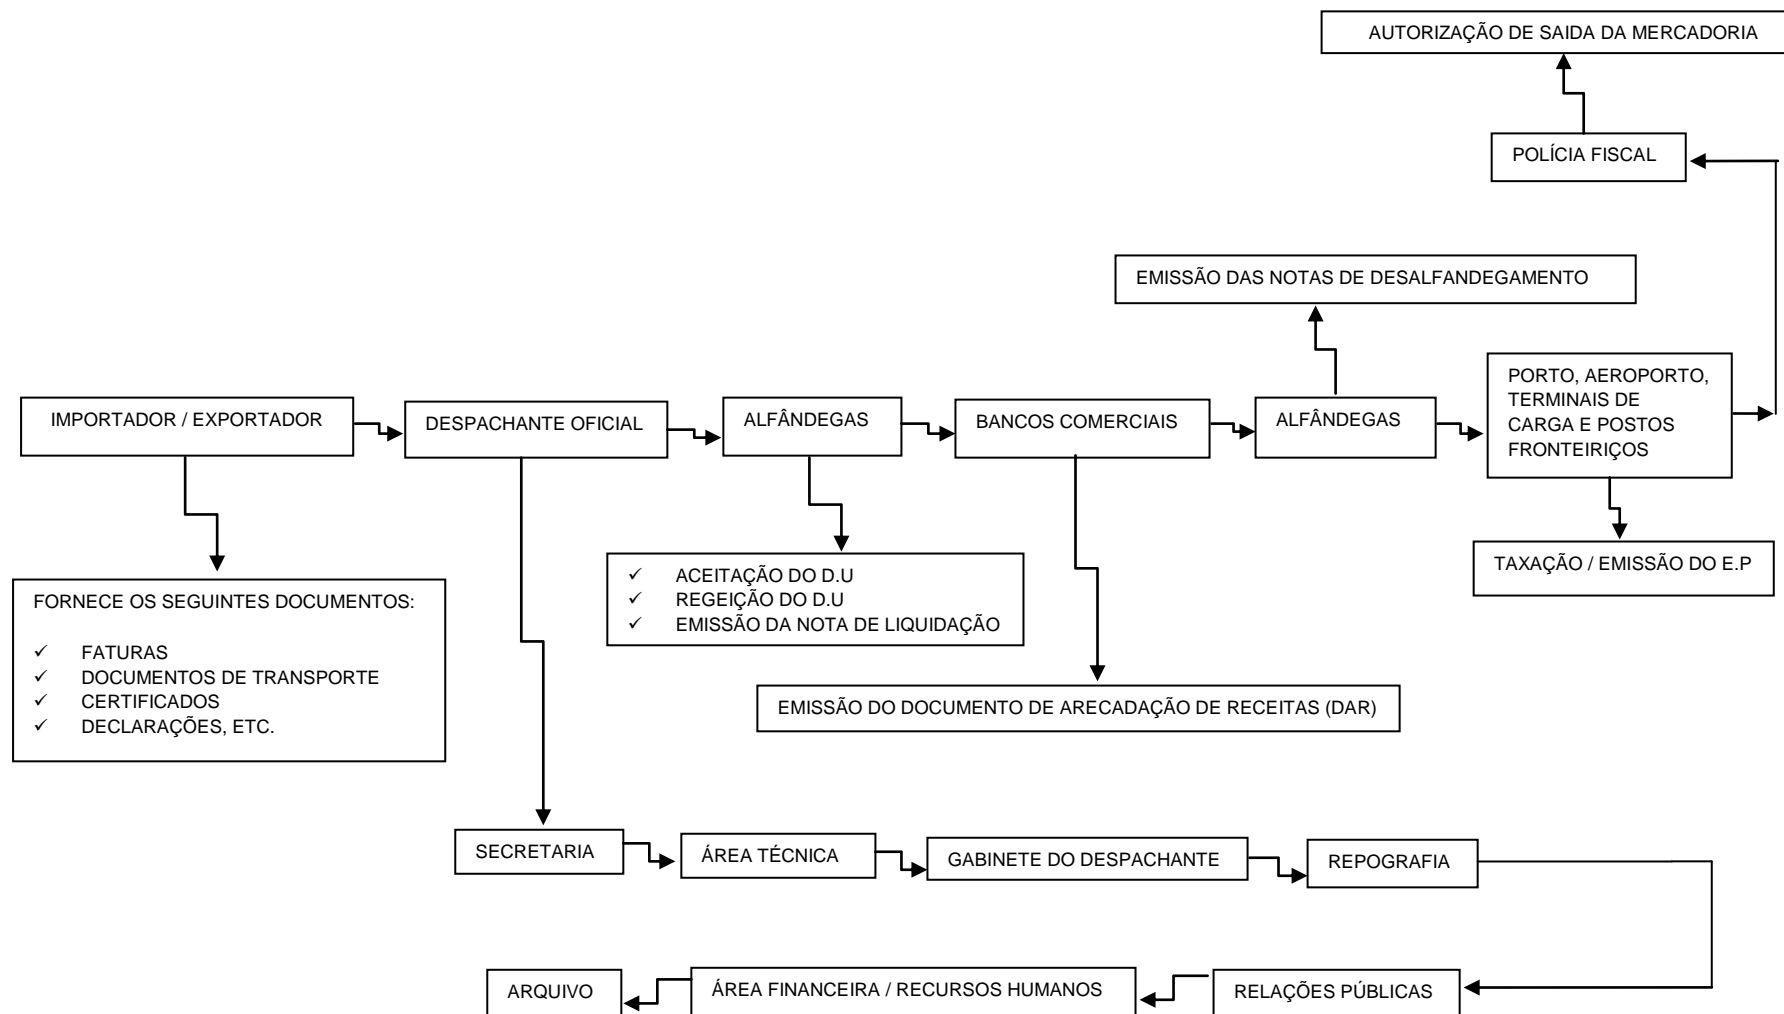 AUTORIZAÇÃO DE SAIDA DA MERCADORIA
POLÍCIA FISCAL
EMISSÃO DAS NOTAS DE DESALFANDEGAMENTO
IMPORTADOR / EXPORTADOR
DESPACHANTE OFICIAL
ALFÂNDEGAS
BANCOS COMERCIAIS
ALFÂNDEGAS
PORTO, AEROPORTO,
TERMINAIS DE
CARGA E POSTOS
FRONTEIRIÇOS
FORNECE OS SEGUINTES DOCUMENTOS:
✓ FATURAS
✓ DOCUMENTOS DE TRANSPORTE
✓ CERTIFICADOS
✓ DECLARAÇÕES, ETC.
✓ ACEITAÇÃO DO D.U
✓ REGEIÇÃO DO D.U
✓ EMISSÃO DA NOTA DE LIQUIDAÇÃO
TAXAÇÃO / EMISSÃO DO E.P
EMISSÃO DO DOCUMENTO DE ARECADAÇÃO DE RECEITAS (DAR)
SECRETARIA
ÁREA TÉCNICA
GABINETE DO DESPACHANTE
REPOGRAFIA
ARQUIVO
ÁREA FINANCEIRA / RECURSOS HUMANOS
RELAÇÕES PÚBLICAS